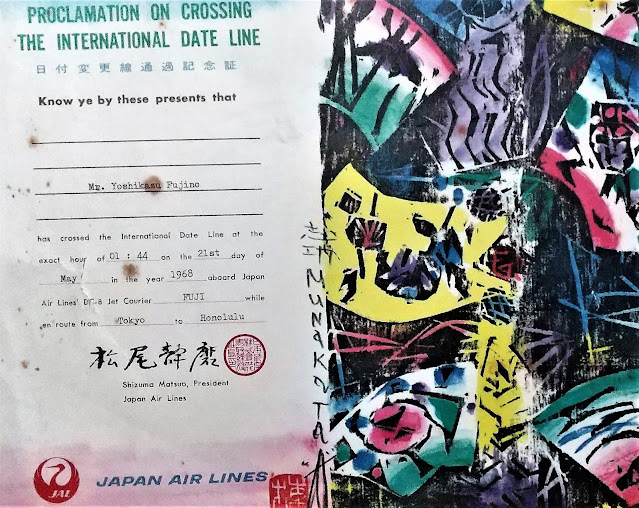 PROCLAMATION ON CROSSING
THE INTERNATIONAL DATE LINE
日付変更線通過記念証
Know ye by these presents that
Mr. Yoshikazu Fujino
has crossed the International Date Line at the
exact hour of 01 : 44 on the 21st day of
May in the year 1968 aboard Japan
Air Lines' DC-8 Jet Courier FUJI while
en route from Tokyo to Honolulu
松尾静磨
Shizuma Matsuo, President
Japan Air Lines
JAL
JAPAN AIR LINES